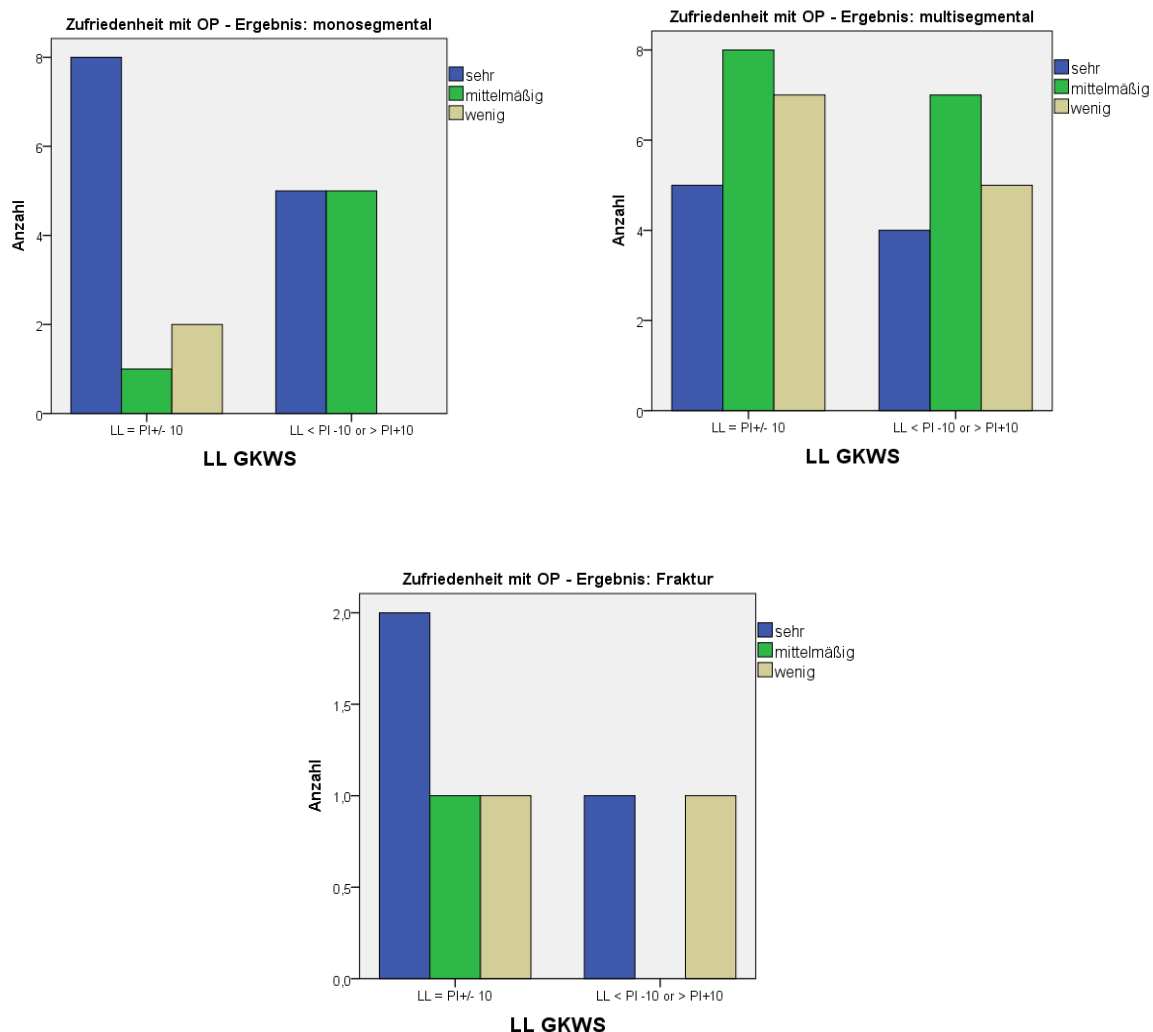 Zufriedenheit mit OP - Ergebnis: monosegmental
8
6
4
2
0
Anzahl
sehr
mittelmäßig
wenig
LL = PI+/- 10
LL < PI -10 or > PI+10
LL GKWS
Zufriedenheit mit OP - Ergebnis: multisegmental
8
6
4
2
0
Anzahl
sehr
mittelmäßig
wenig
LL = PI+/- 10
LL < PI -10 or > PI+10
LL GKWS
Zufriedenheit mit OP - Ergebnis: Fraktur
2,0
1,5
1,0
0,5
0,0
Anzahl
sehr
mittelmäßig
wenig
LL = PI+/- 10
LL < PI -10 or > PI+10
LL GKWS